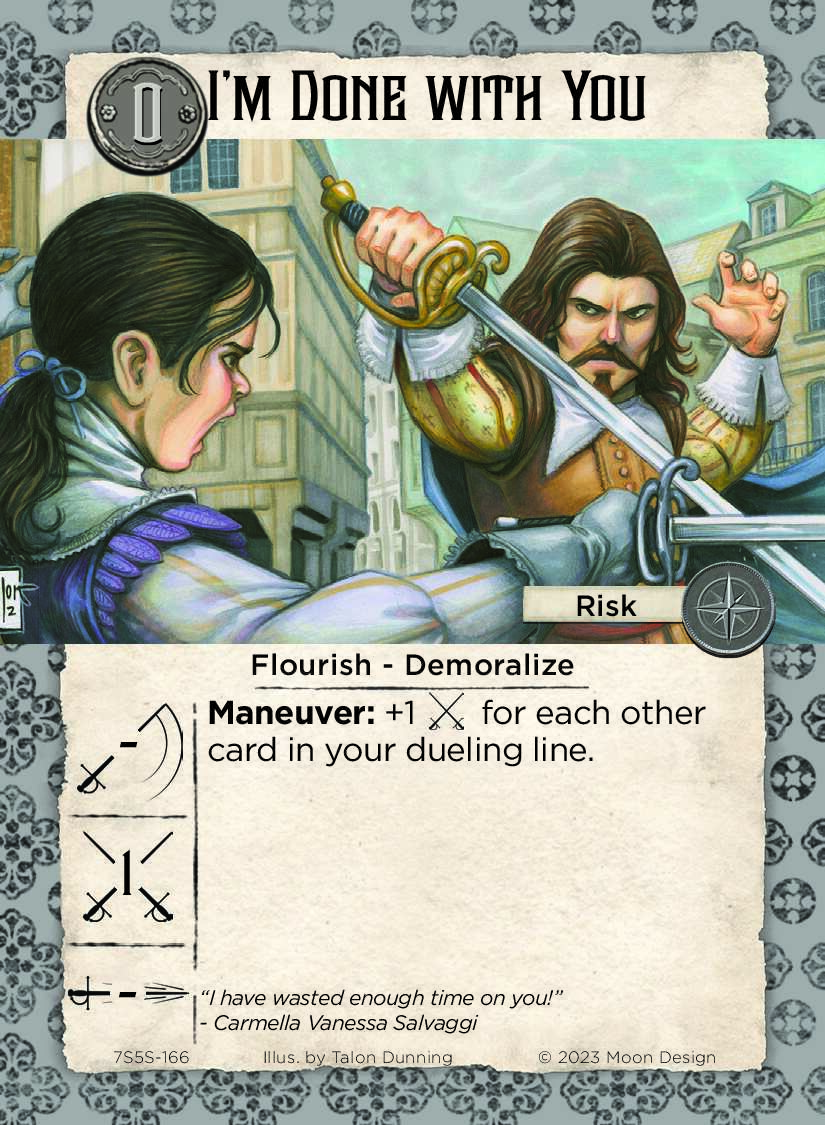 0 I'm Done with You
Risk
Flourish - Demoralize
-
Maneuver: +1 for each other
card in your dueling line.
1
-
"I have wasted enough time on you!"
- Carmella Vanessa Salvaggi
7S5S-166 Illus. by Talon Dunning © 2023 Moon Design